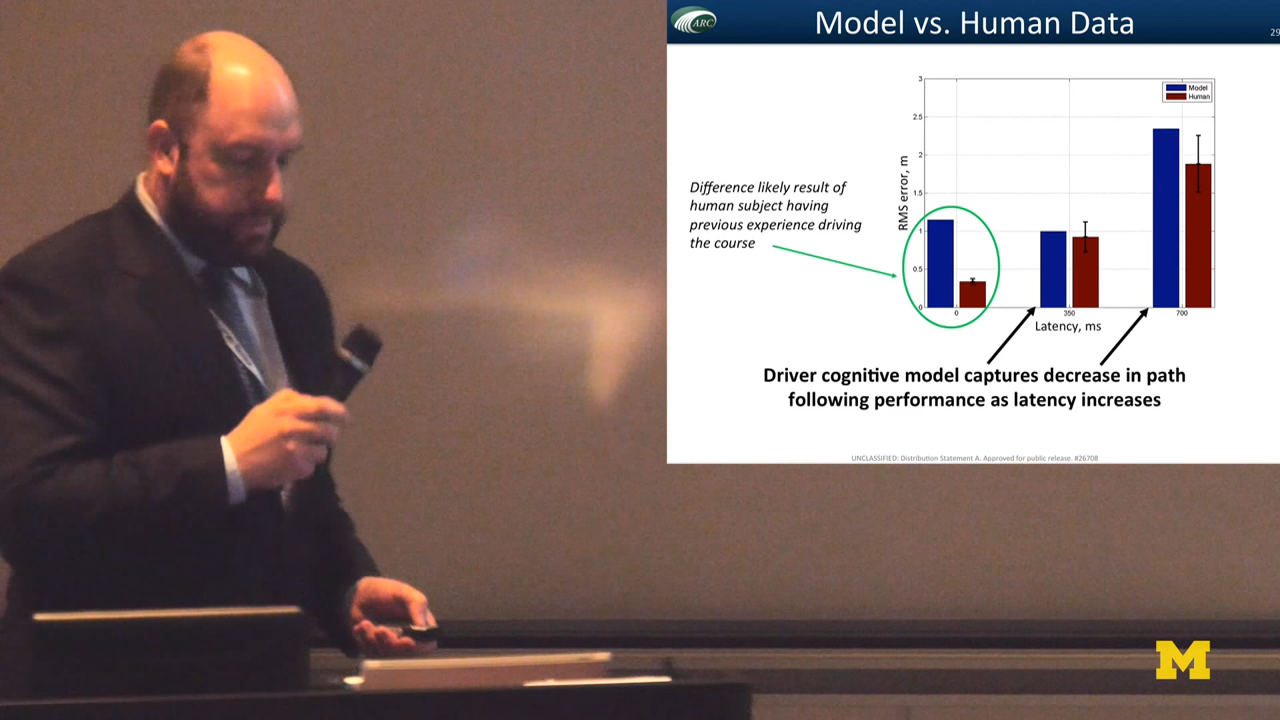 ARC
Model vs. Human Data
29
3
2.5
2
1.5
1
0.5
0
RMS error, m
Model
Human
Difference likely result of
human subject having
previous experience driving
the course
0
350
700
Latency, ms
Driver cognitive model captures decrease in path
following performance as latency increases
UNCLASSIFIED: Distribution Statement A. Approved for public release. #26708
M